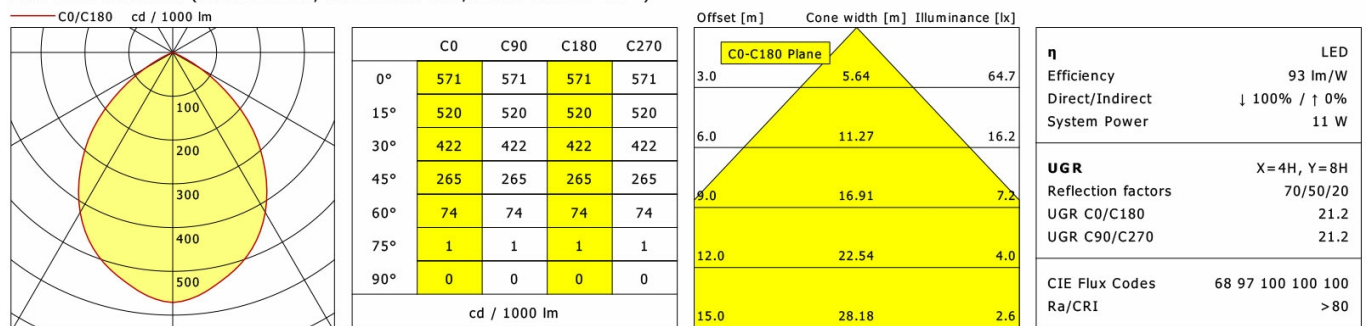 C0/C180 cd / 1000 lm
100
200
300
400
500
C0 C90 C180 C270
0° 571 571 571 571
15° 520 520 520 520
30° 422 422 422 422
45° 265 265 265 265
60° 74 74 74 74
75° 1 1 1 1
90° 0 0 0 0
cd / 1000 lm
Offset [m] Cone width [m] Illuminance [lx]
C0-C180 Plane
3.0 5.64 64.7
6.0 11.27 16.2
9.0 16.91 7.2
12.0 22.54 4.0
15.0 28.18 2.6
η LED
Efficiency 93 lm/W
Direct/Indirect ↓ 100% / ↑ 0%
System Power 11 W
UGR X=4H, Y=8H
Reflection factors 70/50/20
UGR C0/C180 21.2
UGR C90/C270 21.2
CIE Flux Codes 68 97 100 100 100
Ra/CRI >80